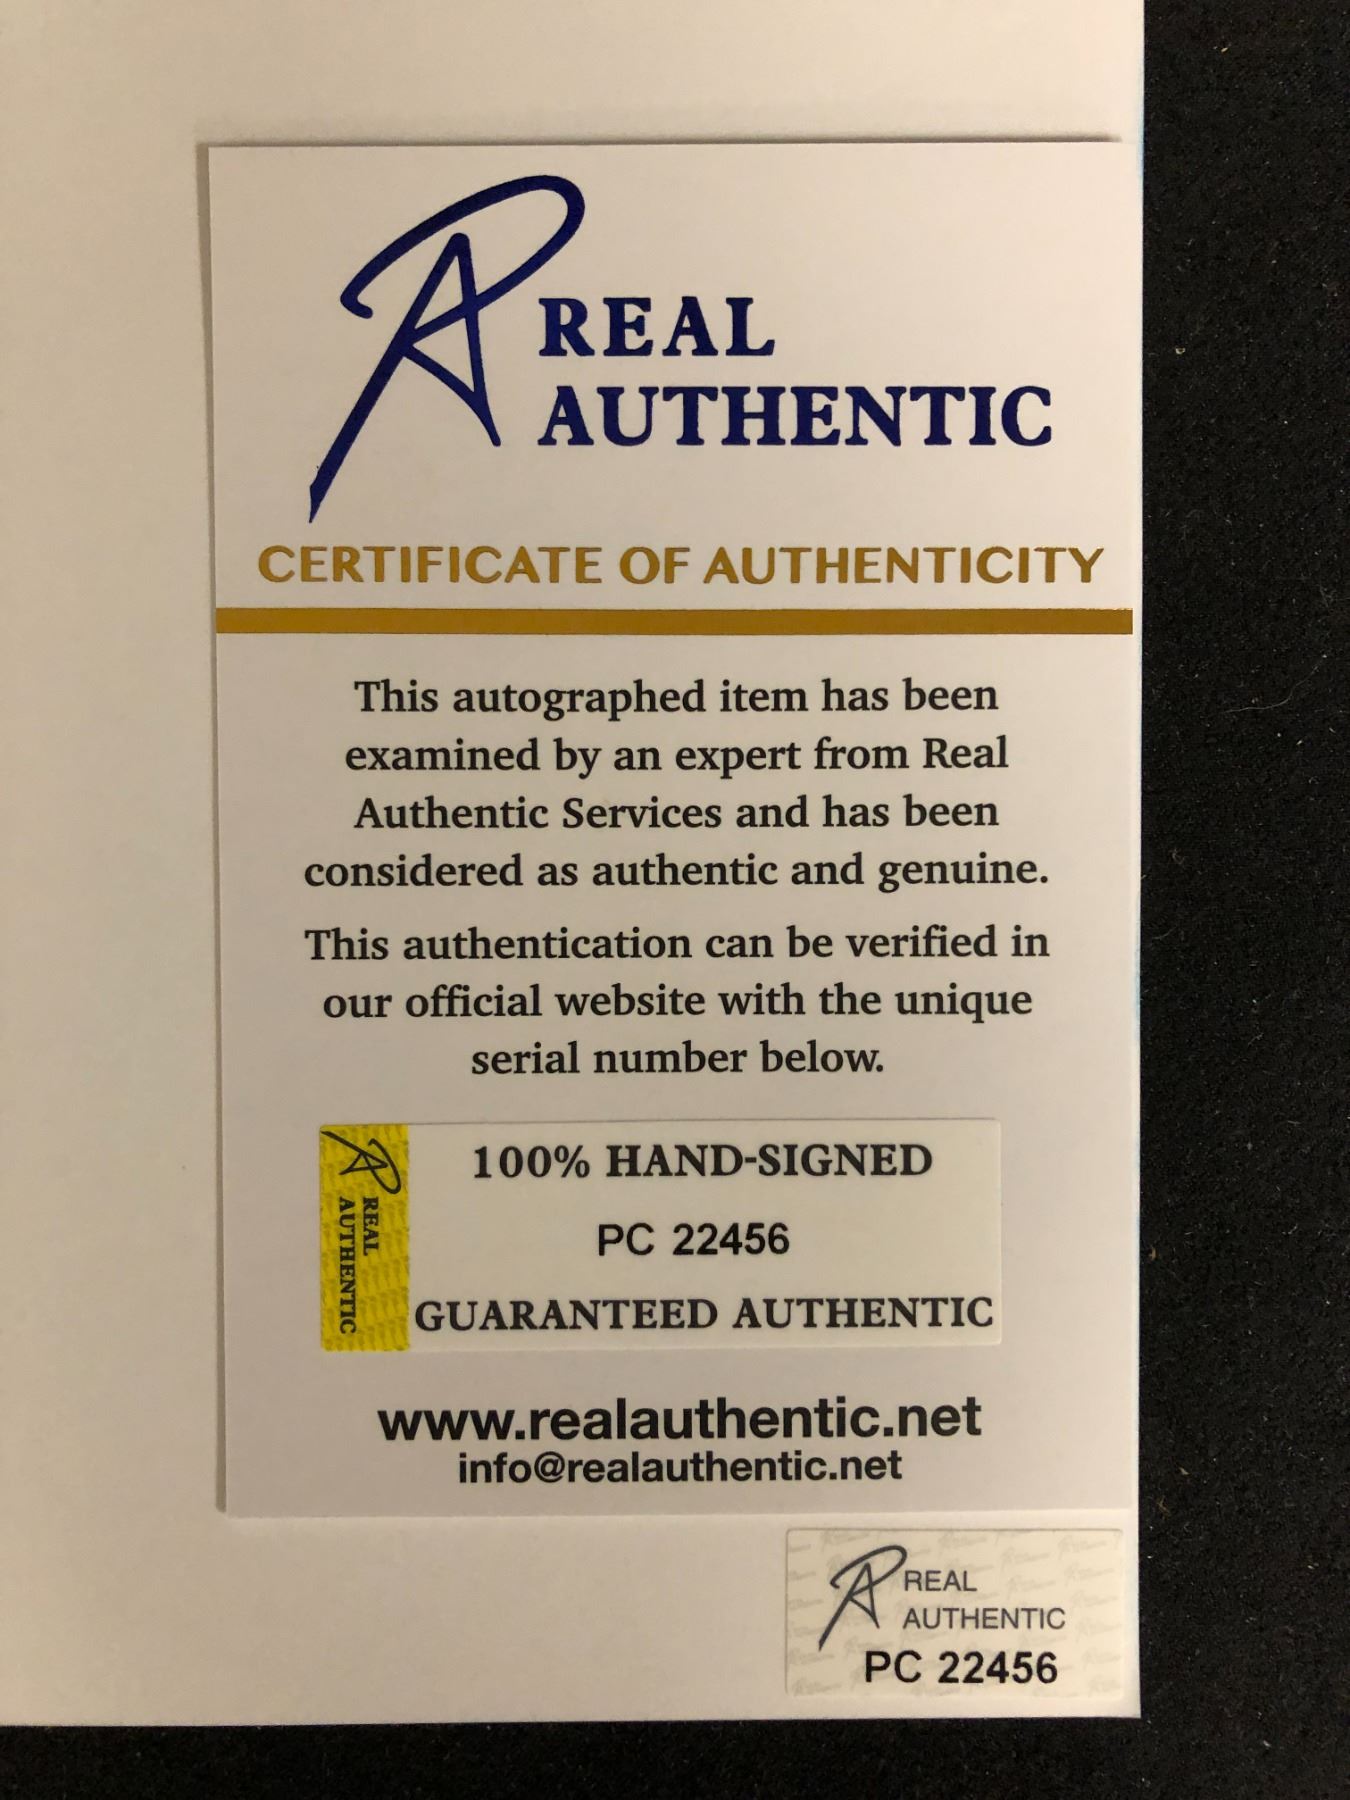 REAL
AUTHENTIC
CERTIFICATE OF AUTHENTICITY
This autographed item has been
examined by an expert from Real
Authentic Services and has been
considered as authentic and genuine.
This authentication can be verified in
our official website with the unique
serial number below.
REAL
AUTHENTIC
100% HAND-SIGNED
PC 22456
GUARANTEED AUTHENTIC
www.realauthentic.net
info@realauthentic.net
REAL
AUTHENTIC
PC 22456